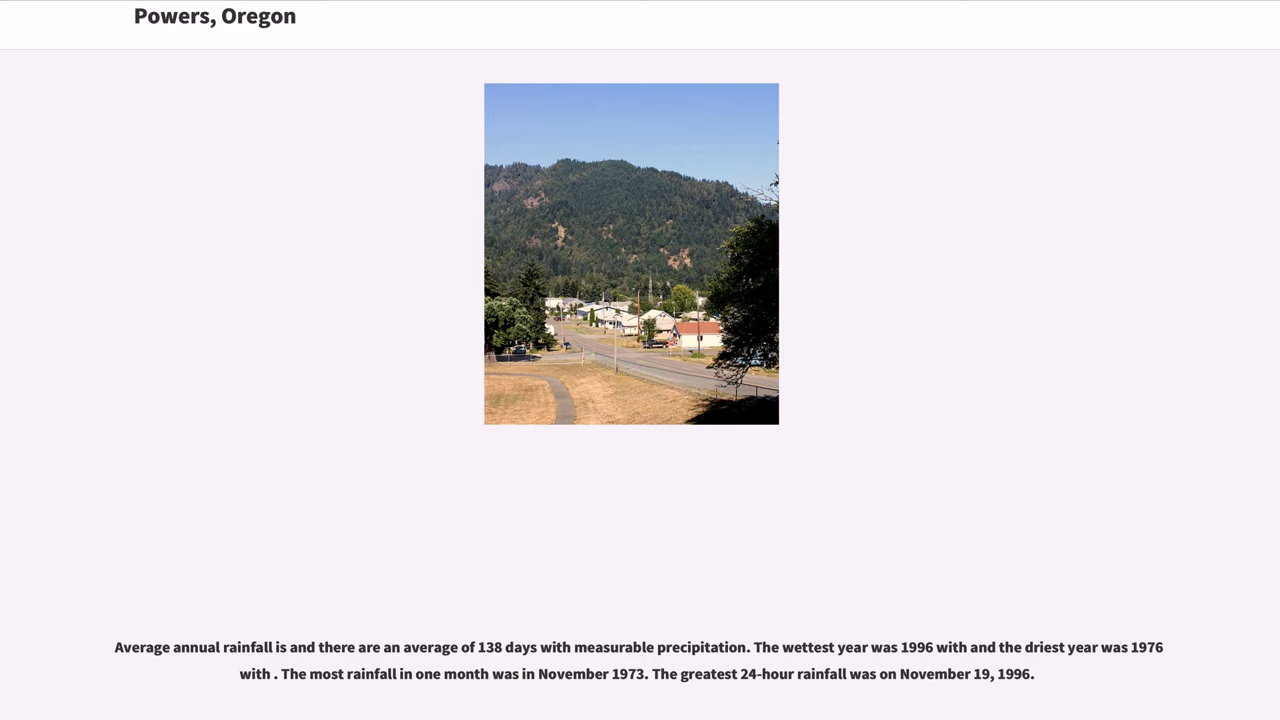 Powers, Oregon
Average annual rainfall is and there are an average of 138 days with measurable precipitation. The wettest year was 1996 with and the driest year was 1976
with . The most rainfall in one month was in November 1973. The greatest 24-hour rainfall was on November 19, 1996.